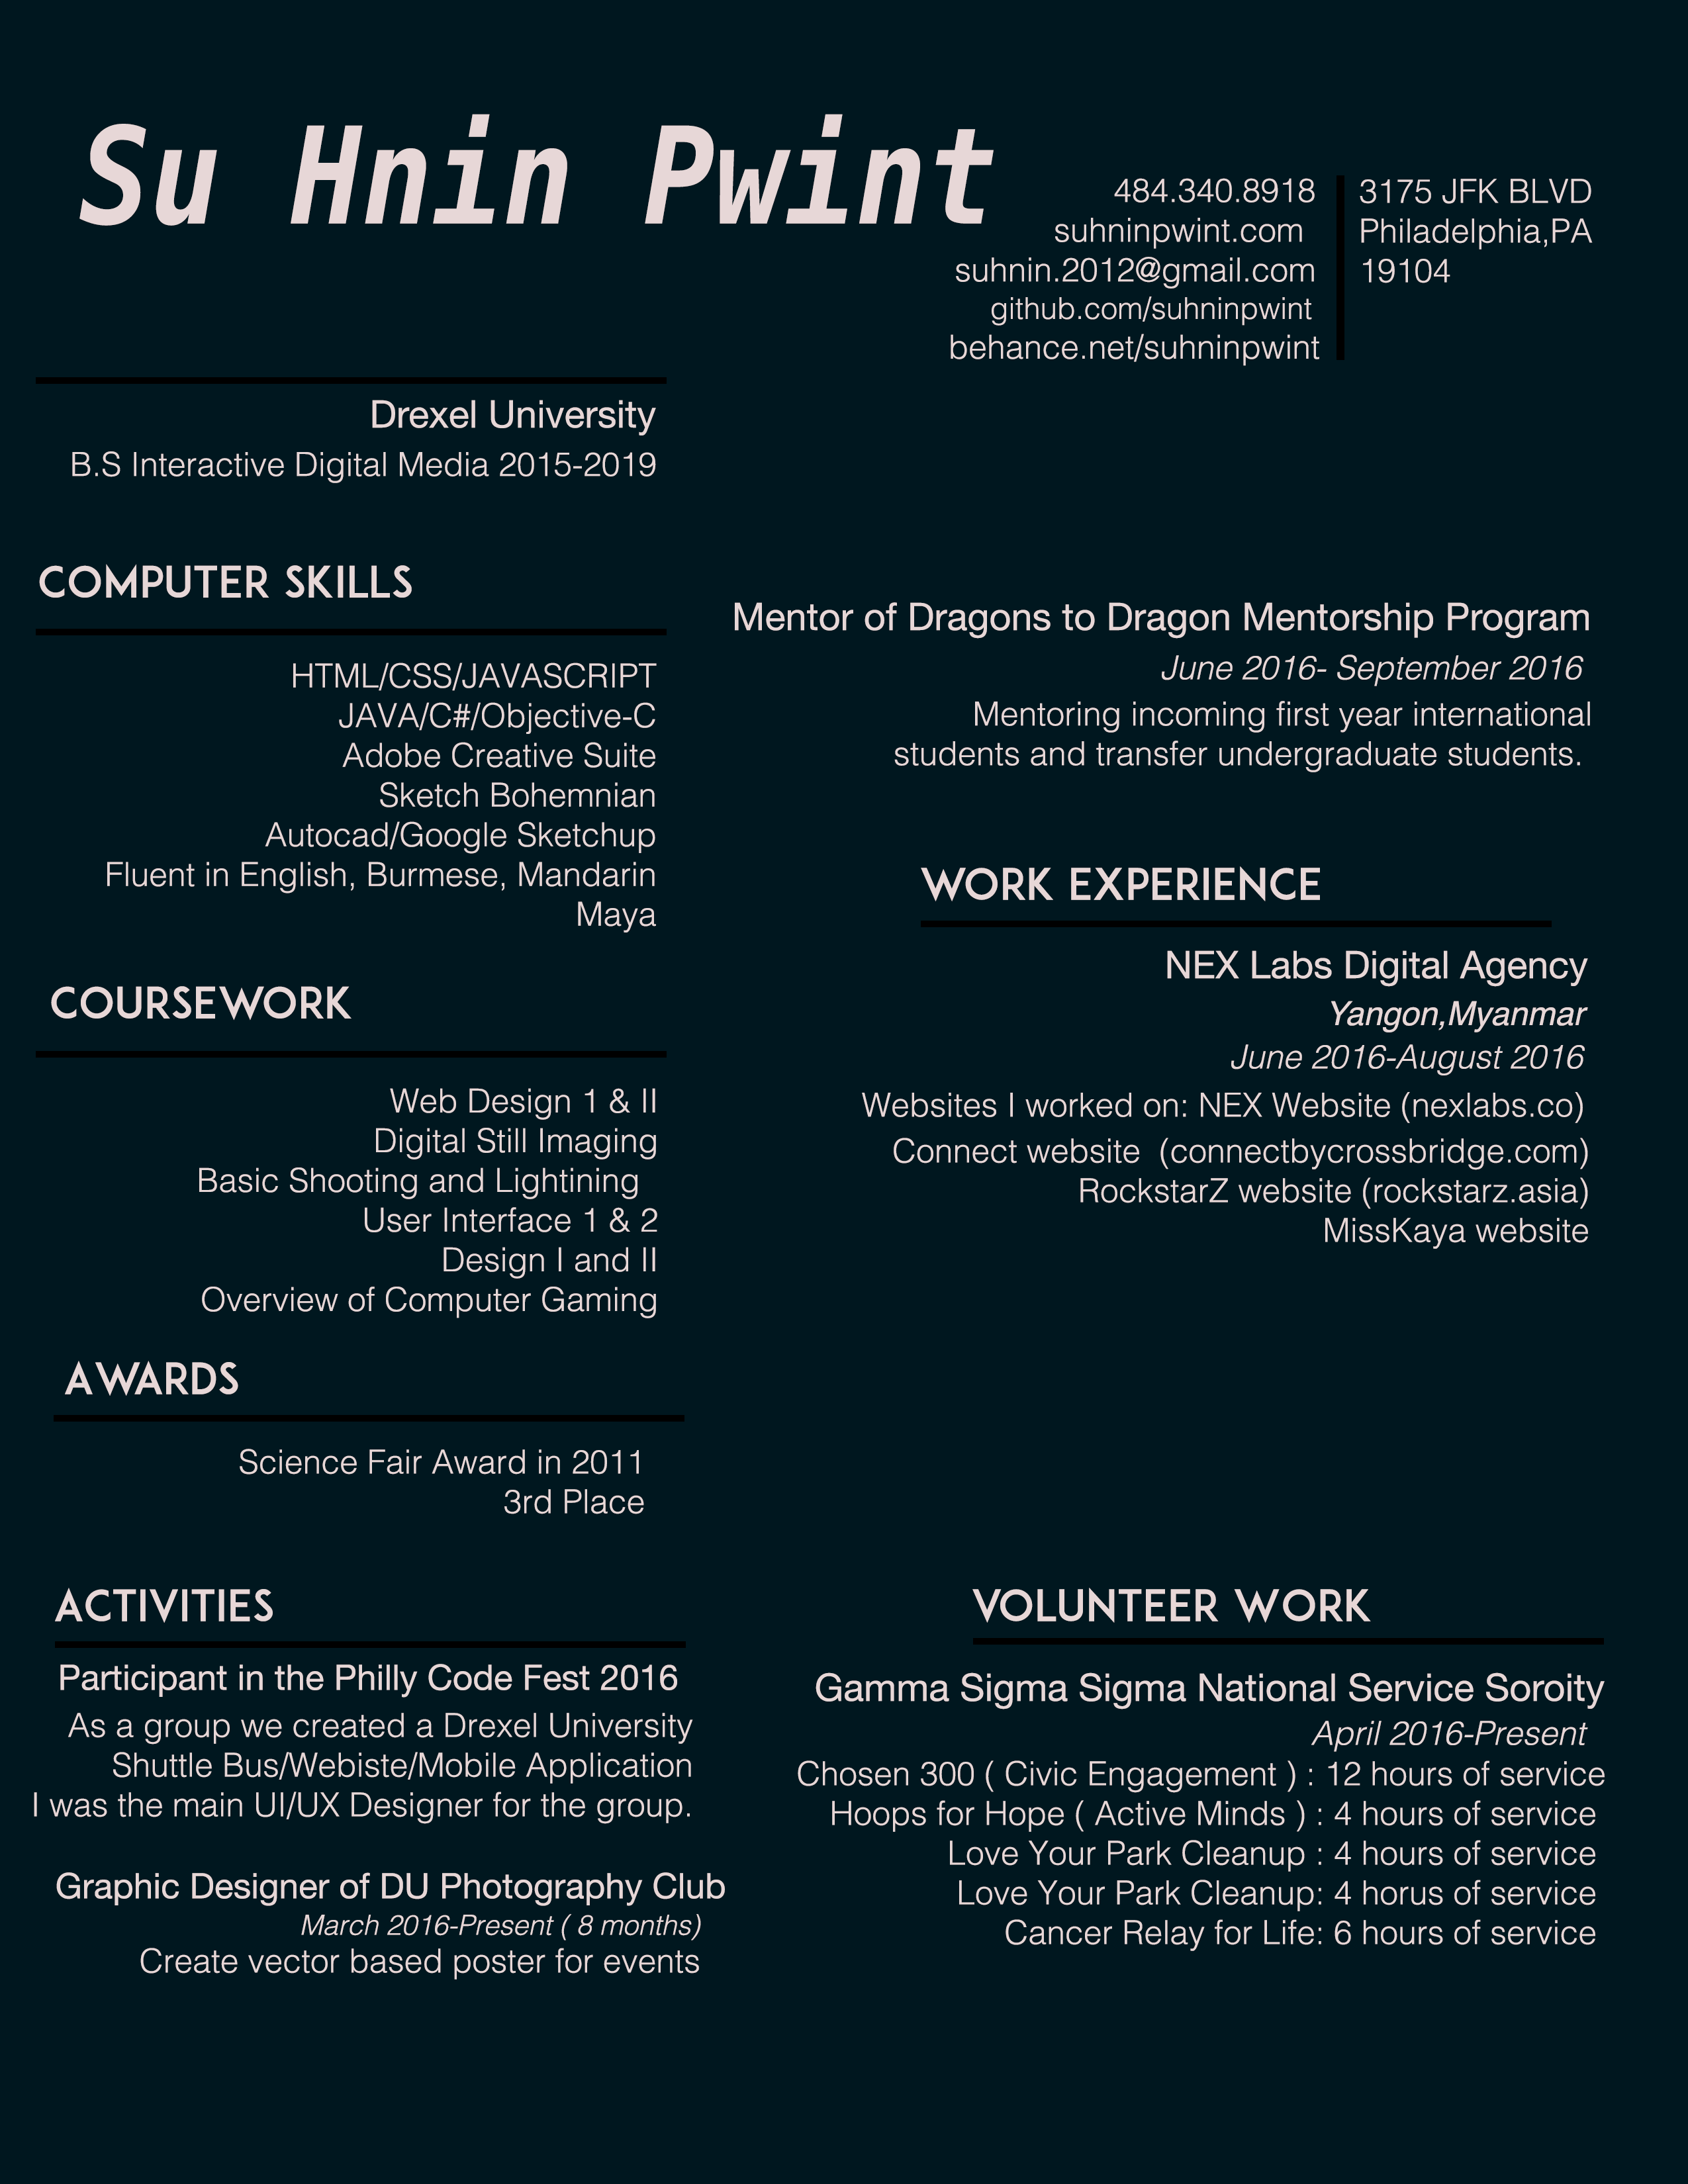 Su Hnin Pwint
484.340.8918
suhninpwint.com
suhnin.2012@gmail.com
github.com/suhninpwint
behance.net/suhninpwint
3175 JFK BLVD
Philadelphia,PA
19104
Drexel University
B.S Interactive Digital Media 2015-2019
COMPUTER SKILLS
HTML/CSS/JAVASCRIPT
JAVA/C#/Objective-C
Adobe Creative Suite
Sketch Bohemnian
Autocad/Google Sketchup
Fluent in English, Burmese, Mandarin
Maya
COURSEWORK
Web Design 1 & II
Digital Still Imaging
Basic Shooting and Lightining
User Interface 1 & 2
Design I and II
Overview of Computer Gaming
AWARDS
Science Fair Award in 2011
3rd Place
ACTIVITIES
Participant in the Philly Code Fest 2016
As a group we created a Drexel University
Shuttle Bus/Webiste/Mobile Application
I was the main UI/UX Designer for the group.
Graphic Designer of DU Photography Club
March 2016-Present ( 8 months)
Create vector based poster for events
Mentor of Dragons to Dragon Mentorship Program
June 2016- September 2016
Mentoring incoming first year international
students and transfer undergraduate students.
WORK EXPERIENCE
NEX Labs Digital Agency
Yangon,Myanmar
June 2016-August 2016
Websites I worked on: NEX Website (nexlabs.co)
Connect website (connectbycrossbridge.com)
RockstarZ website (rockstarz.asia)
MissKaya website
VOLUNTEER WORK
Gamma Sigma Sigma National Service Soroity
April 2016-Present
Chosen 300 ( Civic Engagement ) : 12 hours of service
Hoops for Hope ( Active Minds ) : 4 hours of service
Love Your Park Cleanup : 4 hours of service
Love Your Park Cleanup: 4 horus of service
Cancer Relay for Life: 6 hours of service